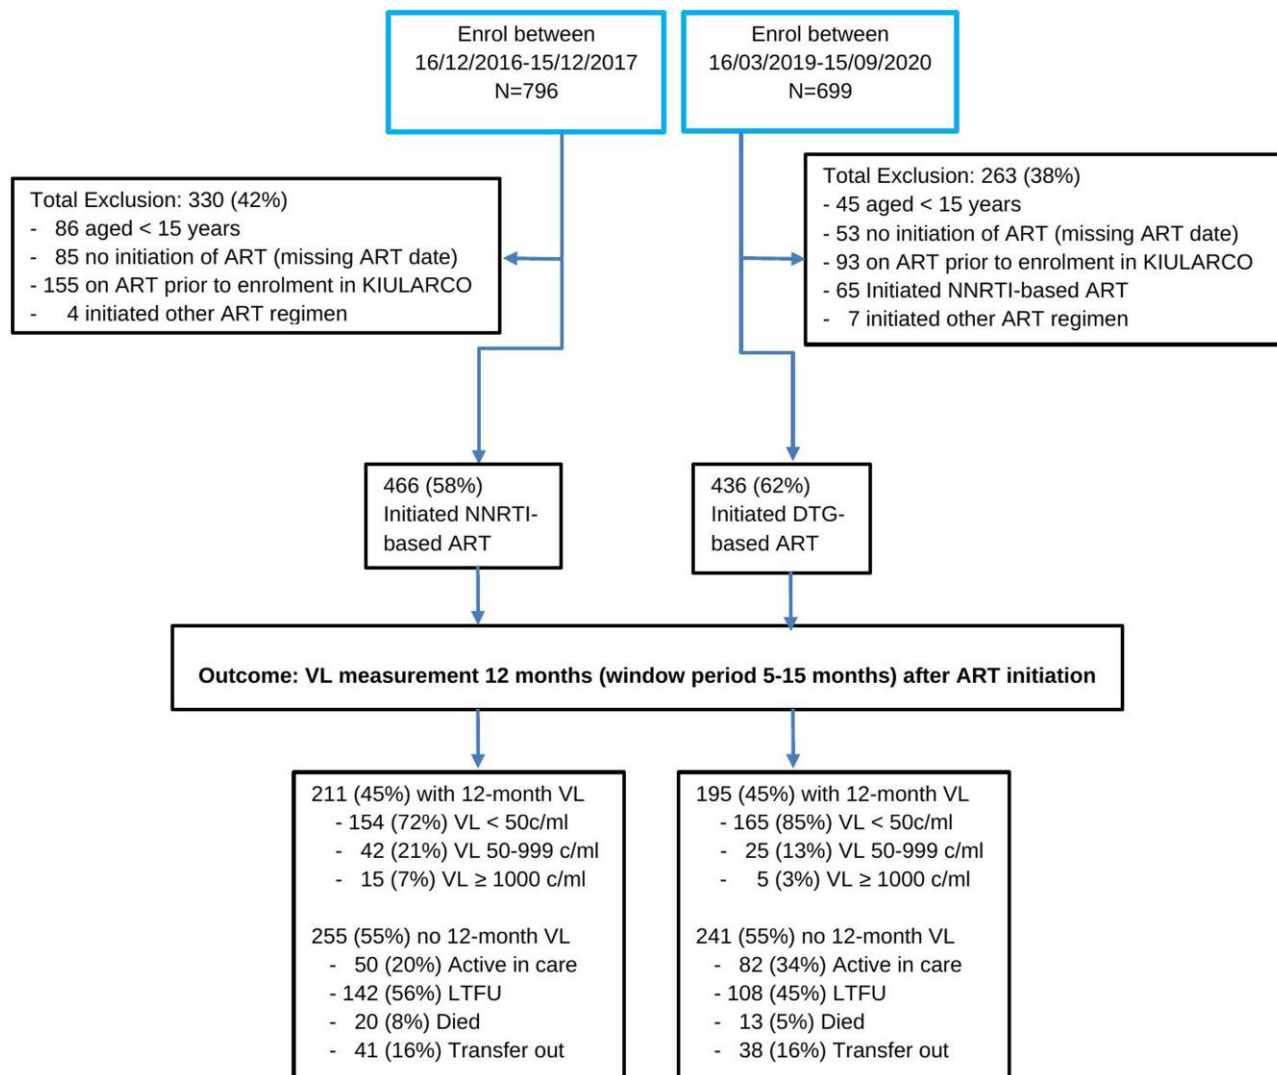 Enrol between
16/12/2016-15/12/2017
N=796
Enrol between
16/03/2019-15/09/2020
N=699
Total Exclusion: 330 (42%)
- 86 aged < 15 years
- 85 no initiation of ART (missing ART date)
- 155 on ART prior to enrolment in KIULARCO
- 4 initiated other ART regimen
Total Exclusion: 263 (38%)
- 45 aged < 15 years
- 53 no initiation of ART (missing ART date)
- 93 on ART prior to enrolment in KIULARCO
- 65 Initiated NNRTI-based ART
- 7 initiated other ART regimen
466 (58%)
Initiated NNRTI-
based ART
436 (62%)
Initiated DTG-
based ART
Outcome: VL measurement 12 months (window period 5-15 months) after ART initiation
211 (45%) with 12-month VL
- 154 (72%) VL < 50c/ml
- 42 (21%) VL 50-999 c/ml
- 15 (7%) VL ≥ 1000 c/ml
255 (55%) no 12-month VL
- 50 (20%) Active in care
- 142 (56%) LTFU
- 20 (8%) Died
- 41 (16%) Transfer out
195 (45%) with 12-month VL
- 165 (85%) VL < 50c/ml
- 25 (13%) VL 50-999 c/ml
- 5 (3%) VL ≥ 1000 c/ml
241 (55%) no 12-month VL
- 82 (34%) Active in care
- 108 (45%) LTFU
- 13 (5%) Died
- 38 (16%) Transfer out